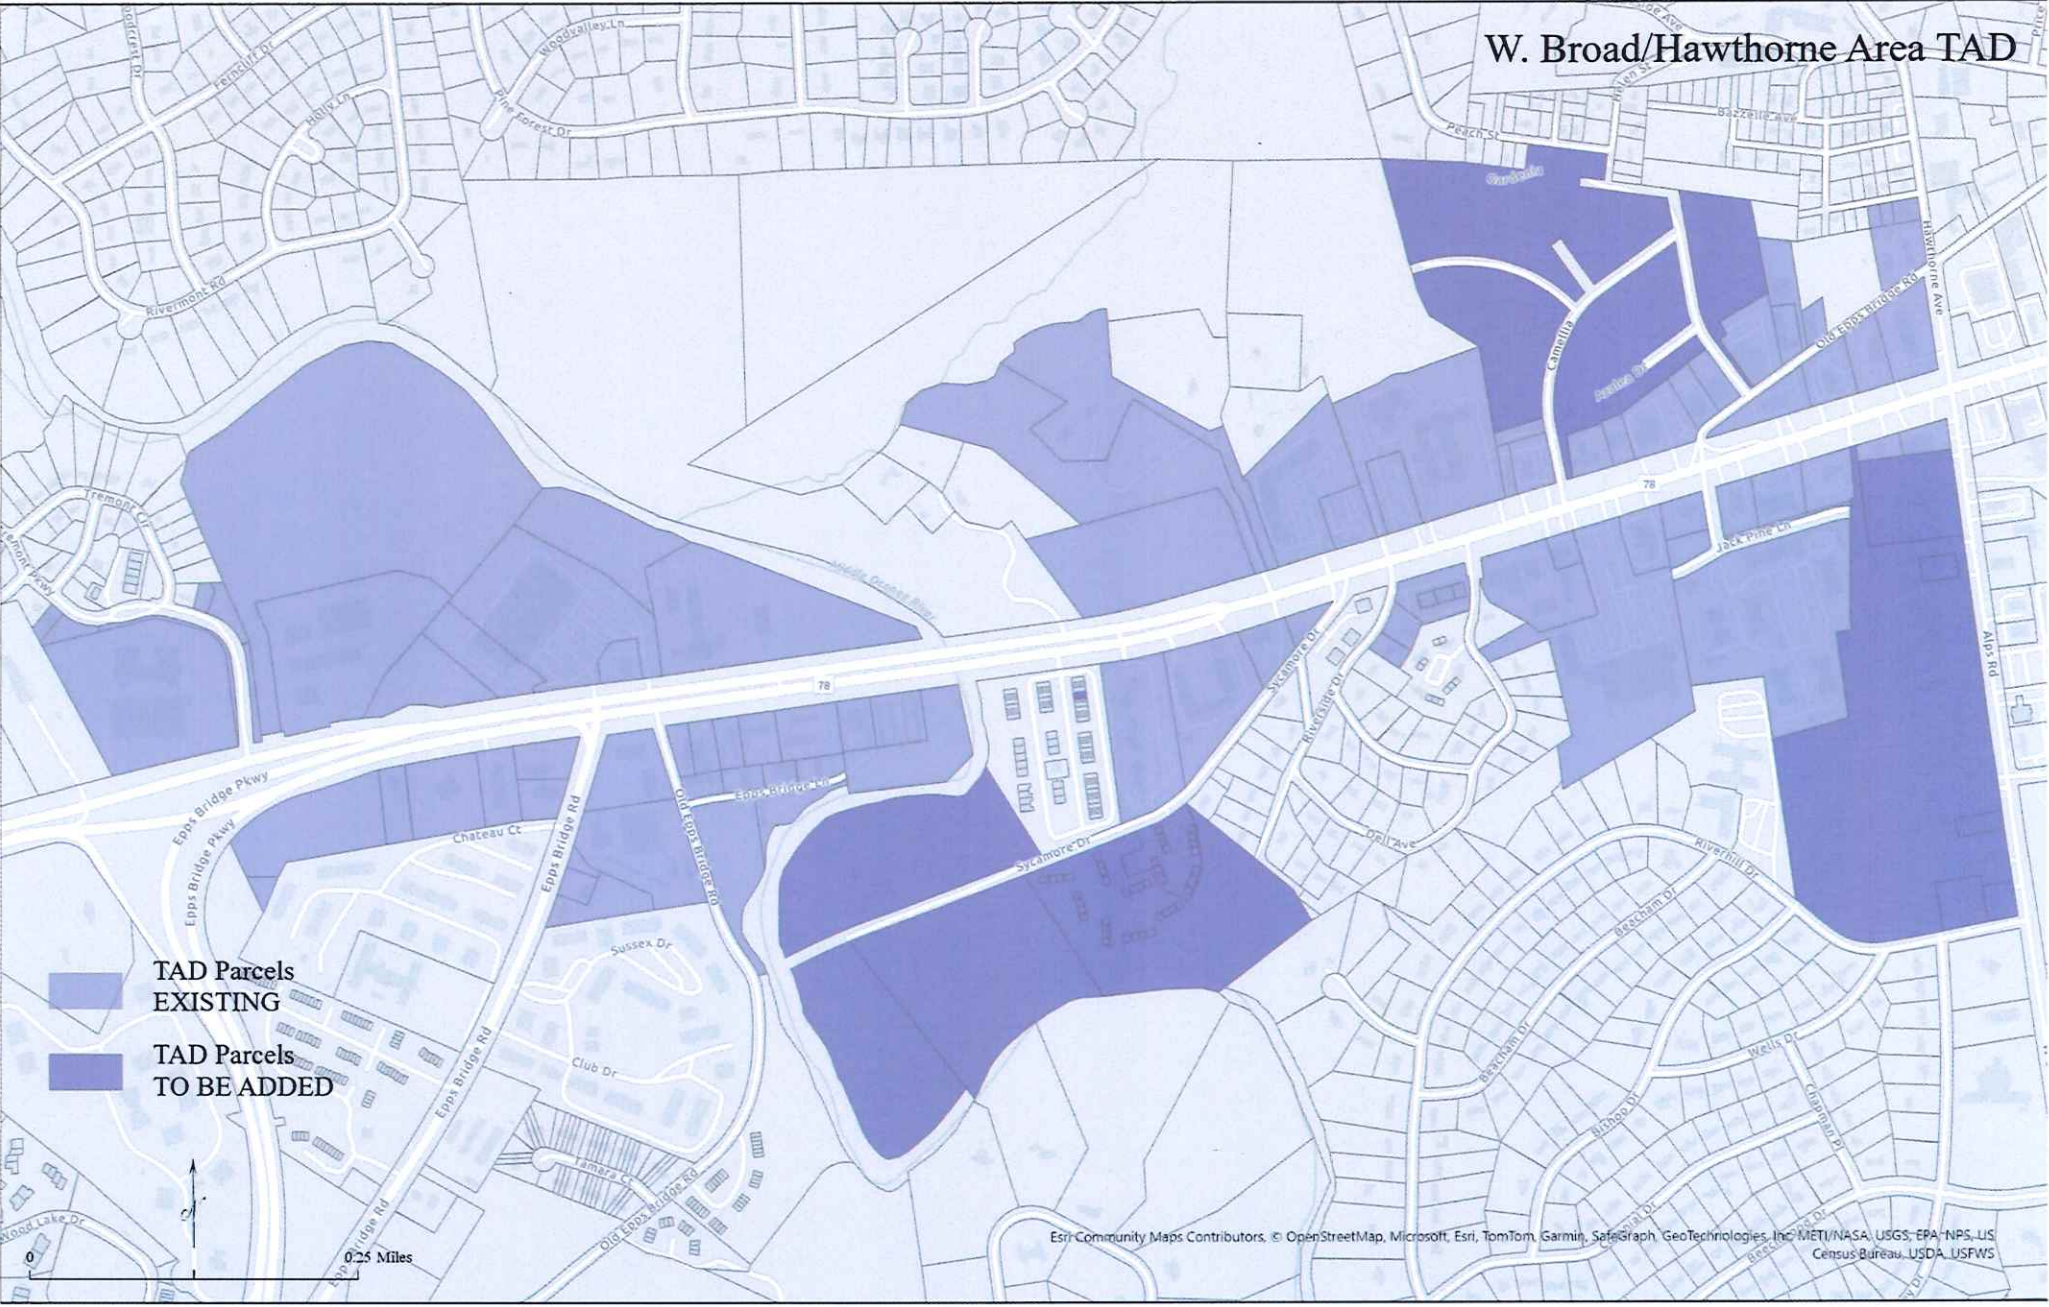 W. Broad/Hawthorne Area TAD
Woodvalley Ln
Ferncliff Dr
Holly Ln
Pine Forest Dr
Rivermont Rd
Peach St
Helen St
Bazzelle Ave
Gardenia
Hawthorne Ave
Old Epps Bridge Rd
Camellia
Azalea Dr
Tremont Cir
Middle Oconee River
78
Jack Pine Ln
Alps Rd
78
Sycamore Dr
Riverside Dr
Epps Bridge Pkwy
Epps Bridge Pkwy
Chateau Ct
Epps Bridge Rd
Old Epps Bridge Rd
Epps Bridge Ln
Sycamore Dr
Dell Ave
Riverhill Dr
Beacham Dr
Sussex Dr
TAD Parcels
EXISTING
TAD Parcels
TO BE ADDED
Club Dr
Epps Bridge Rd
Beacham Dr
Wells Dr
Bishop Dr
Chapman Pl
Tamara Ct
Old Epps Bridge Rd
Wood Lake Dr
N
0
0.25 Miles
Esri Community Maps Contributors, © OpenStreetMap, Microsoft, Esri, TomTom, Garmin, SafeGraph, GeoTechnologies, Inc, METI/NASA, USGS, EPA, NPS, US
Census Bureau, USDA, USFWS